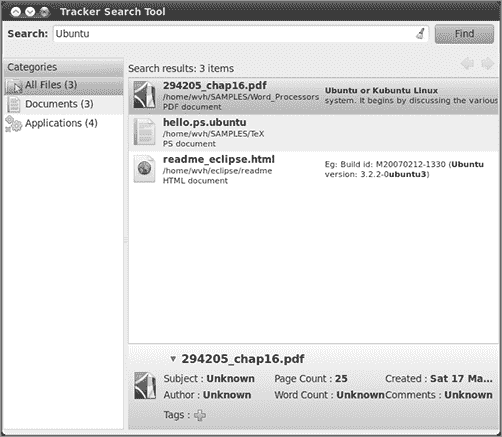 Tracker Search Tool
Search: Ubuntu Find
Categories
All Files (3)
Documents (3)
Applications (4)
Search results: 3 items
294205_chap16.pdf
/home/wvh/SAMPLES/Word_Processors
PDF document
Ubuntu or Kubuntu Linux
system. It begins by discussing the various
hello.ps.ubuntu
/home/wvh/SAMPLES/TeX
PS document
readme_eclipse.html
/home/wvh/eclipse/readme
HTML document
Eg: Build id: M20070212-1330 (Ubuntu
version: 3.2.2-0ubuntu3)
294205_chap16.pdf
Subject : Unknown Page Count : 25 Created : Sat 17 Ma...
Author : Unknown Word Count : Unknown Comments : Unknown
Tags :